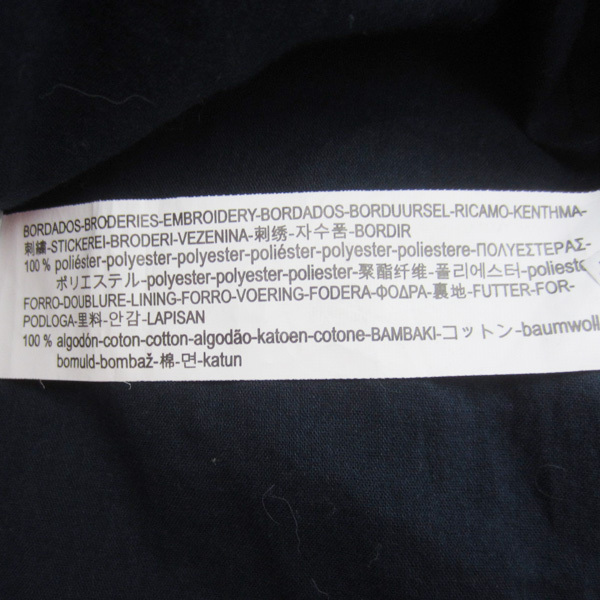 BORDADOS-BRODERIES-EMBROIDERY-BORDADOS-BORDUURSEL-RICAMO-KENTHMA-
刺繍-STICKEREI-BRODERI-VEZENINA-刺绣-자수폼-BORDIR
100 % poliéster-polyester-polyester-poliéster-polyester-poliestere-ΠΟΛΥΕΣΤΕΡΑΣ-
ポリエステル-polyester-polyester-poliester-聚酯纤维-폴리에스터-polieste
FORRO-DOUBLURE-LINING-FORRO-VOERING-FODERA-ΦΟΔΡΑ-裏地-FUTTER-FOR-
PODLOGA-里料-안감-LAPISAN
100 % algodón-coton-cotton-algodão-katoen-cotone-BAMBAKI-コットン-baumwoll
bomuld-bombaž-棉-면-katun